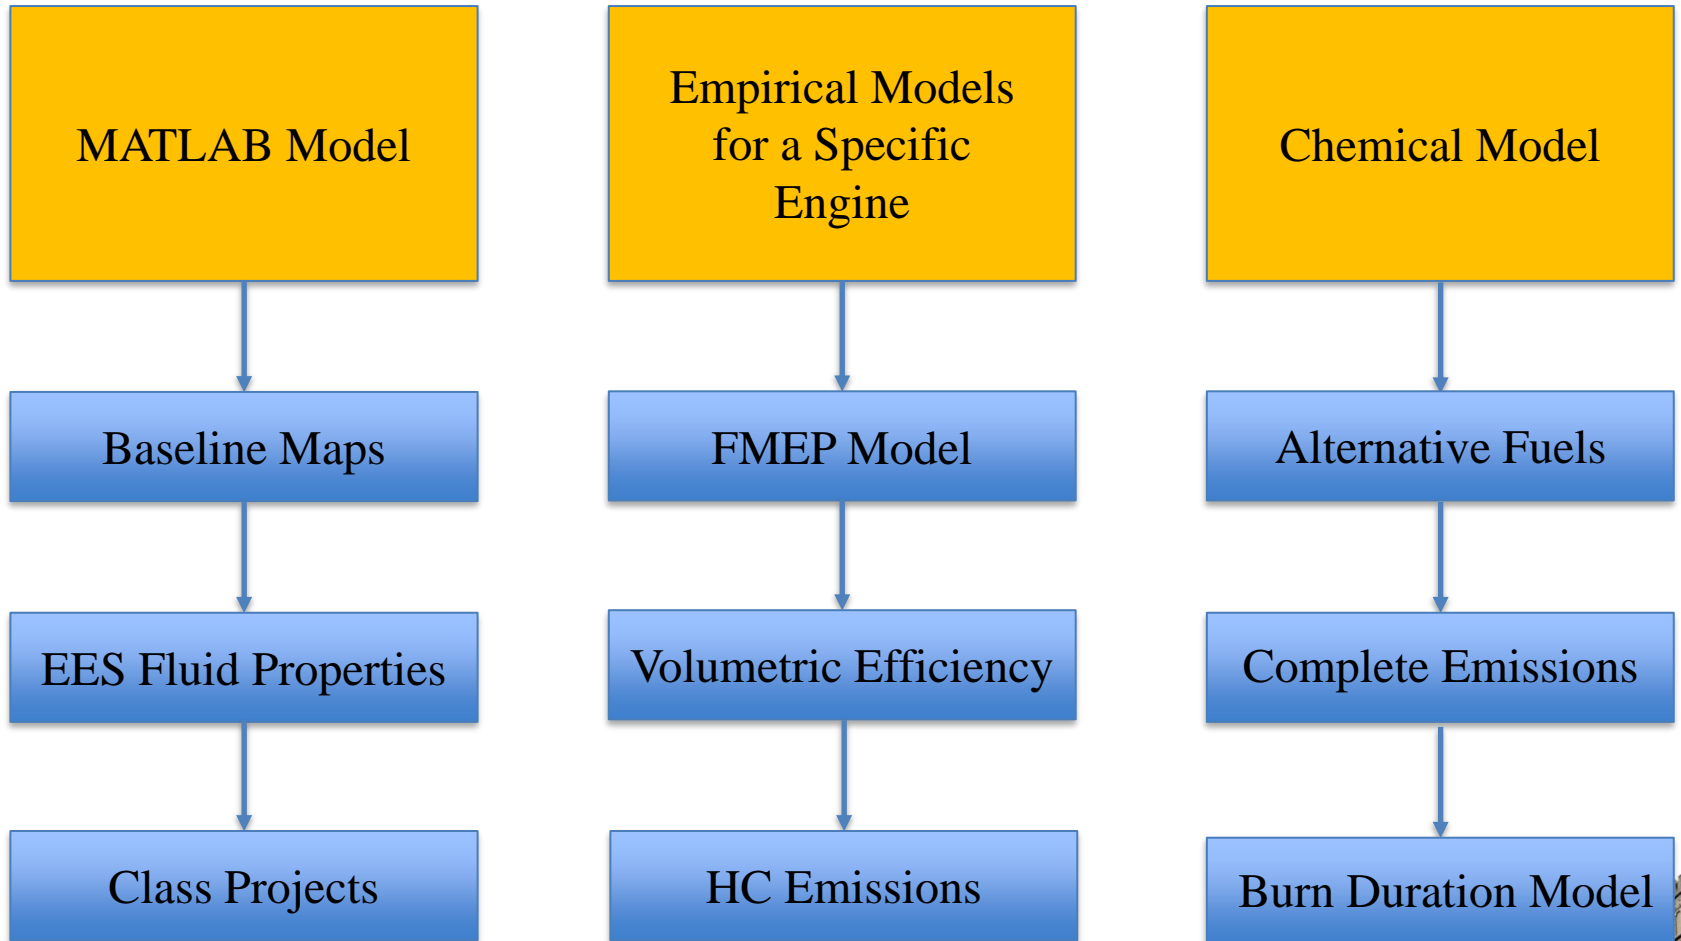 MATLAB Model
Empirical Models
for a Specific
Engine
Chemical Model
Baseline Maps
FMEP Model
Alternative Fuels
EES Fluid Properties
Volumetric Efficiency
Complete Emissions
Class Projects
HC Emissions
Burn Duration Model